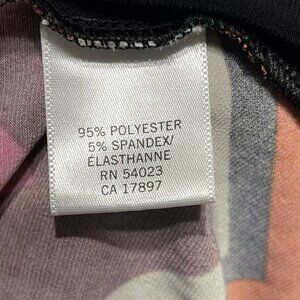 95% POLYESTER
5% SPANDEX/
ÉLASTHANNE
RN 54023
CA 17897